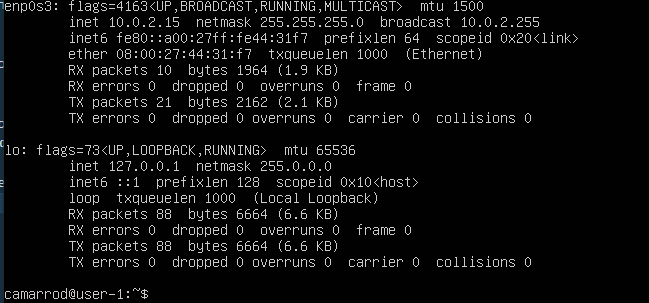 enp0s3: flags=4163<UP,BROADCAST,RUNNING,MULTICAST>  mtu 1500
        inet 10.0.2.15  netmask 255.255.255.0  broadcast 10.0.2.255
        inet6 fe80::a00:27ff:fe44:31f7  prefixlen 64  scopeid 0x20<link>
        ether 08:00:27:44:31:f7  txqueuelen 1000  (Ethernet)
        RX packets 10  bytes 1964 (1.9 KB)
        RX errors 0  dropped 0  overruns 0  frame 0
        TX packets 21  bytes 2162 (2.1 KB)
        TX errors 0  dropped 0 overruns 0  carrier 0  collisions 0

lo: flags=73<UP,LOOPBACK,RUNNING>  mtu 65536
        inet 127.0.0.1  netmask 255.0.0.0
        inet6 ::1  prefixlen 128  scopeid 0x10<host>
        loop  txqueuelen 1000  (Local Loopback)
        RX packets 88  bytes 6664 (6.6 KB)
        RX errors 0  dropped 0  overruns 0  frame 0
        TX packets 88  bytes 6664 (6.6 KB)
        TX errors 0  dropped 0 overruns 0  carrier 0  collisions 0

camarrod@user-1:~$